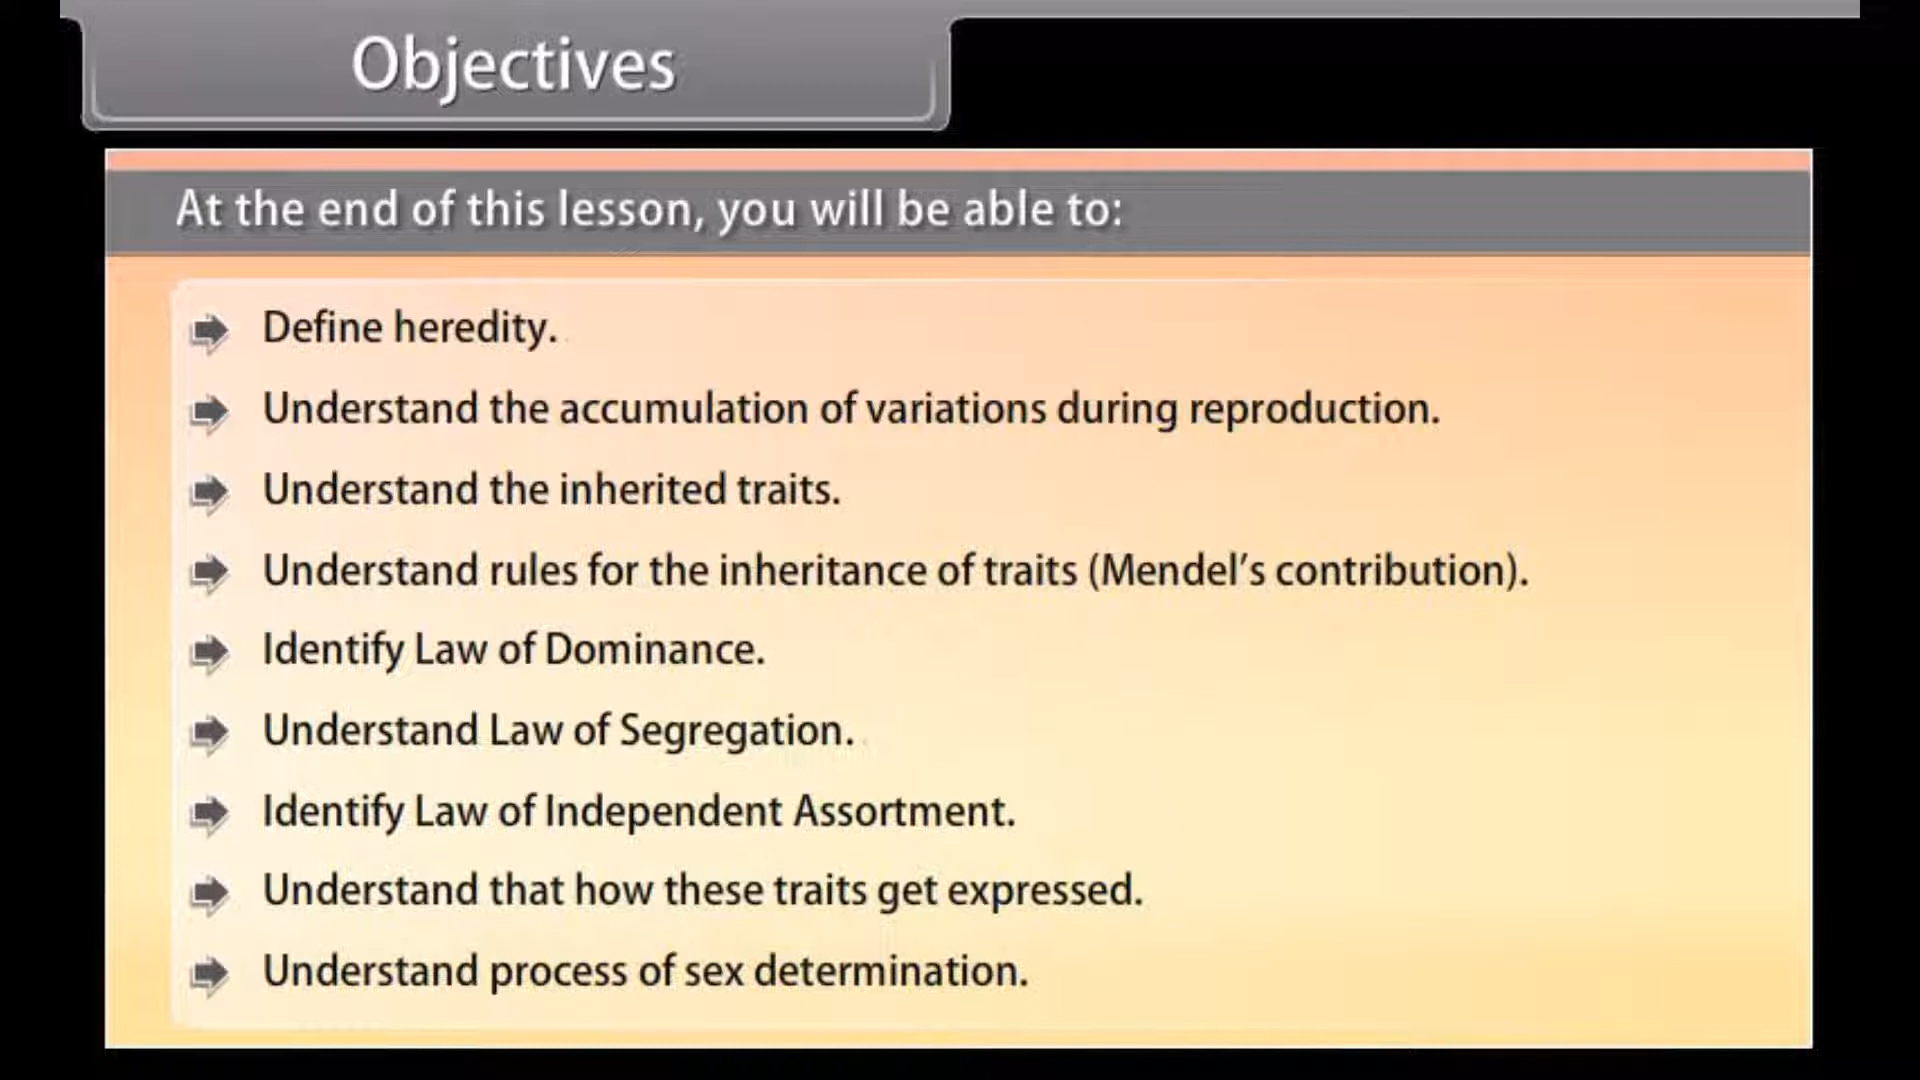 Objectives
At the end of this lesson, you will be able to:
Define heredity.
Understand the accumulation of variations during reproduction.
Understand the inherited traits.
Understand rules for the inheritance of traits (Mendel's contribution).
Identify Law of Dominance.
Understand Law of Segregation.
Identify Law of Independent Assortment.
Understand that how these traits get expressed.
Understand process of sex determination.